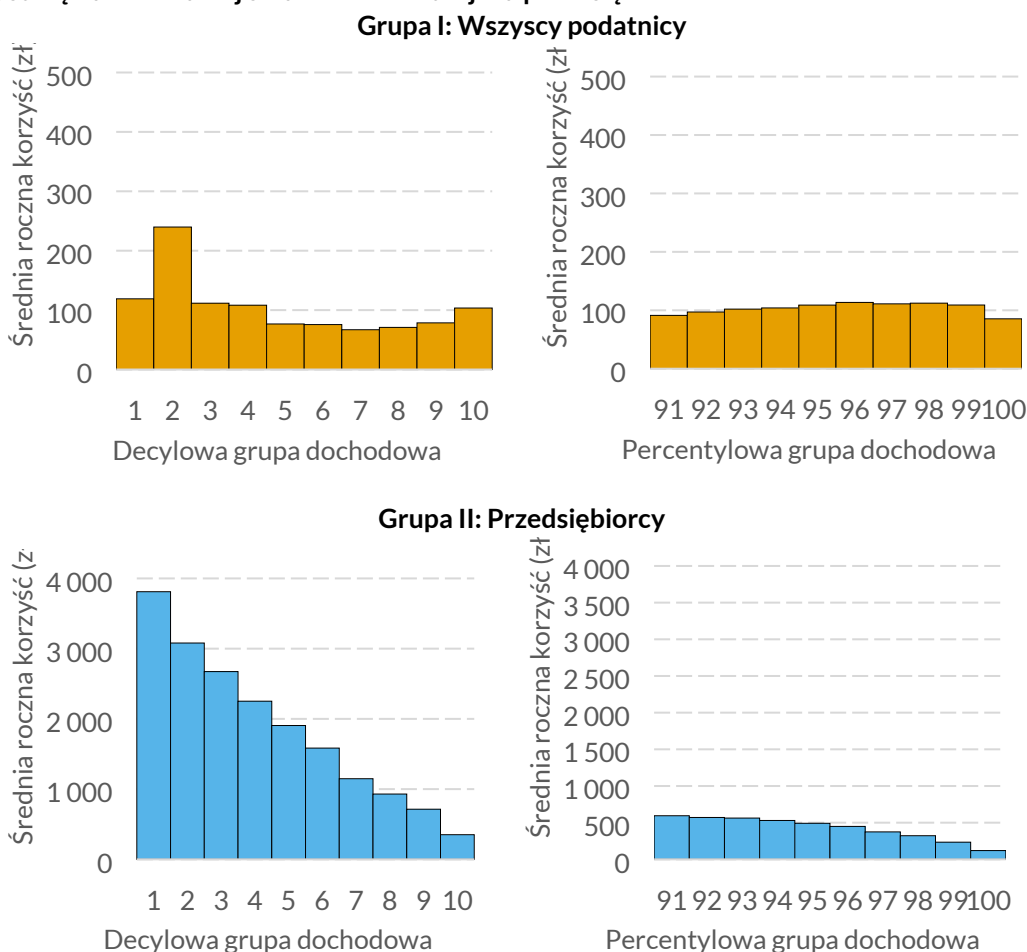 Grupa I: Wszyscy podatnicy
Średnia roczna korzyść (zł
500
400
300
200
100
0
1 2 3 4 5 6 7 8 9 10
Decylowa grupa dochodowa
Średnia roczna korzyść (zł
500
400
300
200
100
0
91 92 93 94 95 96 97 98 99 100
Percentylowa grupa dochodowa
Grupa II: Przedsiębiorcy
Średnia roczna korzyść (z
4 000
3 000
2 000
1 000
0
1 2 3 4 5 6 7 8 9 10
Decylowa grupa dochodowa
Średnia roczna korzyść (zł
4 000
3 500
3 000
2 500
2 000
1 500
1 000
500
0
91 92 93 94 95 96 97 98 99 100
Percentylowa grupa dochodowa